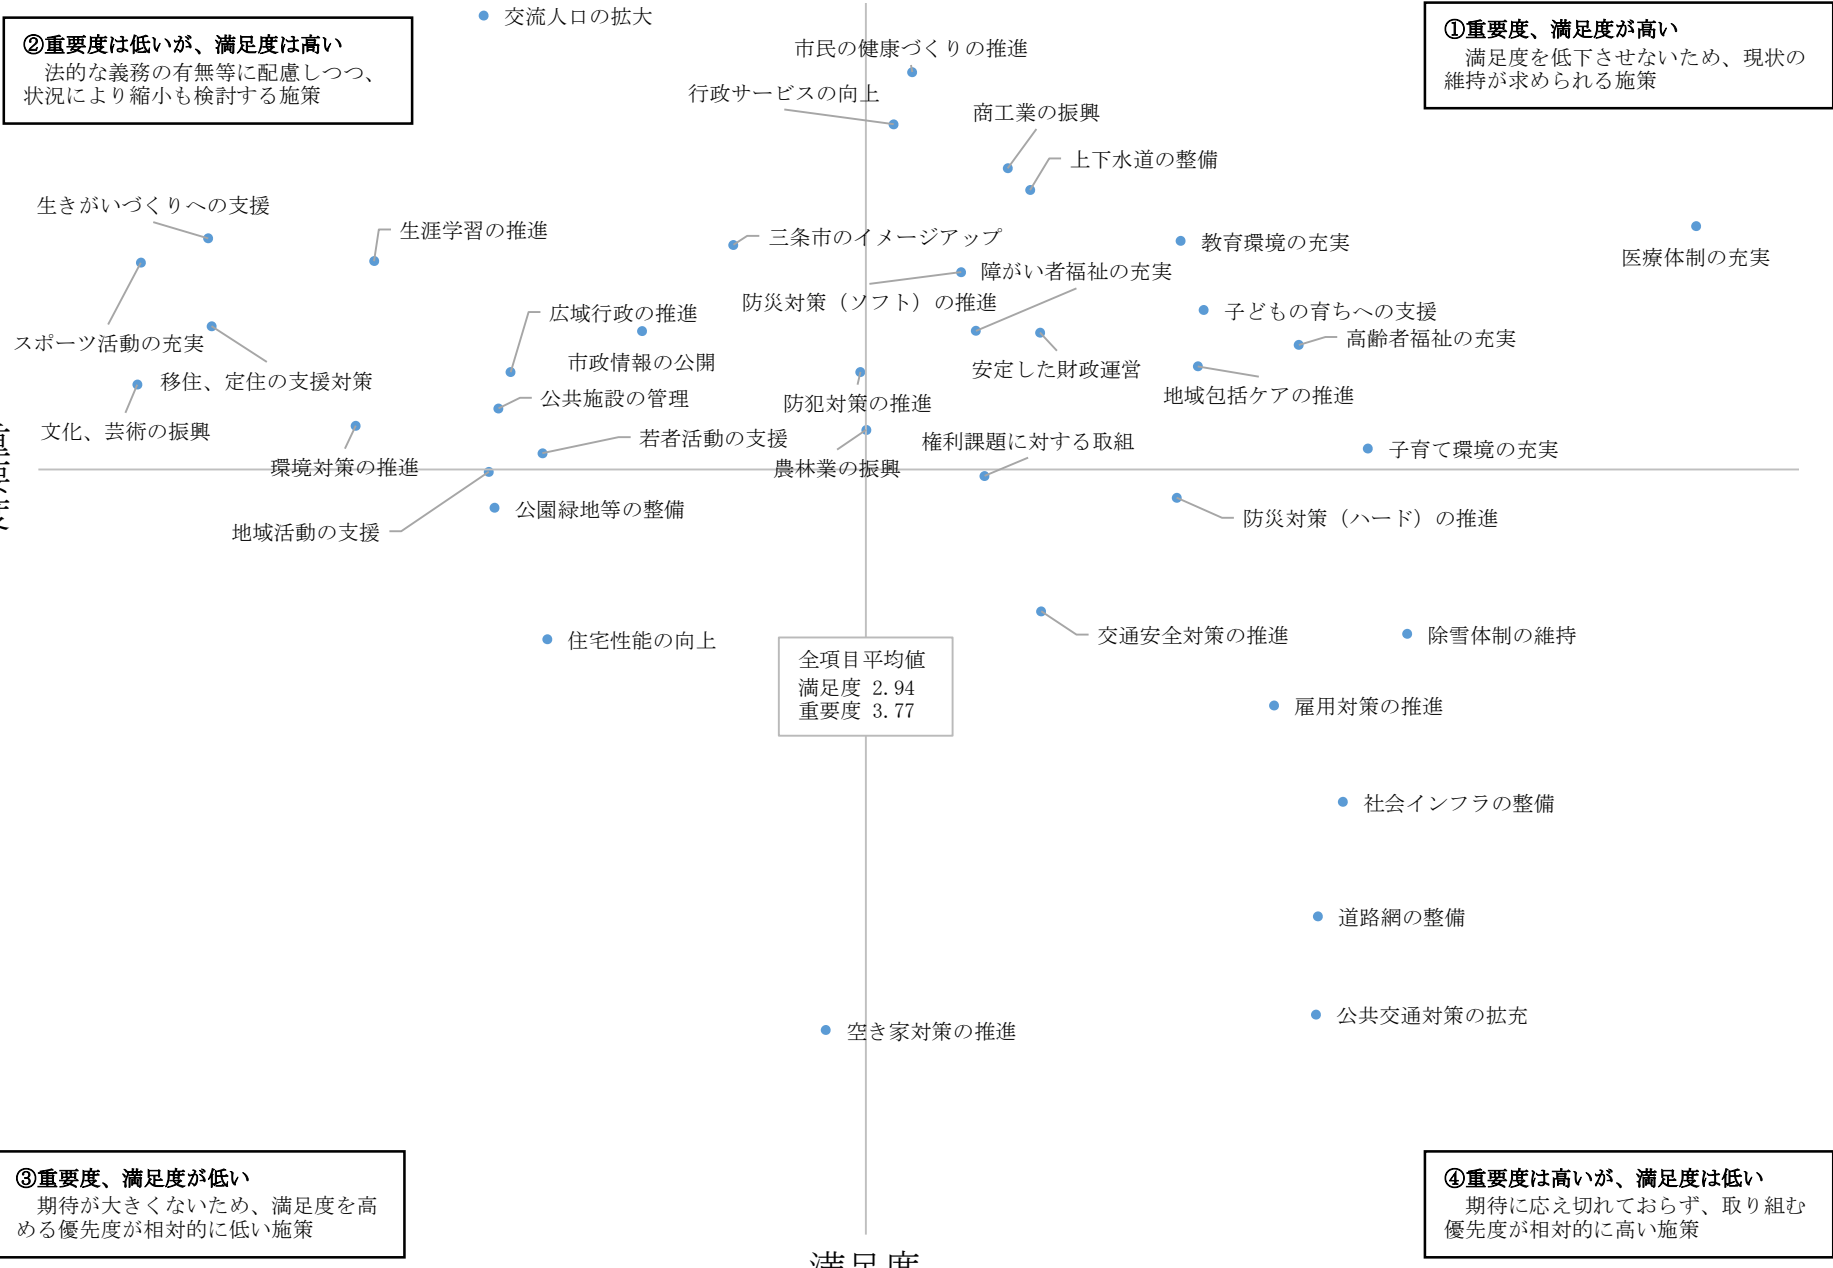 交流人口の拡大
②重要度は低いが、満足度は高い
法的な義務の有無等に配慮しつつ、
状況により縮小も検討する施策
①重要度、満足度が高い
満足度を低下させないため、現状の
維持が求められる施策
市民の健康づくりの推進
行政サービスの向上
商工業の振興
上下水道の整備
生きがいづくりへの支援
生涯学習の推進
三条市のイメージアップ
教育環境の充実
医療体制の充実
障がい者福祉の充実
防災対策（ソフト）の推進
広域行政の推進
子どもの育ちへの支援
スポーツ活動の充実
高齢者福祉の充実
市政情報の公開
安定した財政運営
移住、定住の支援対策
地域包括ケアの推進
公共施設の管理
防犯対策の推進
文化、芸術の振興
若者活動の支援
権利課題に対する取組
子育て環境の充実
環境対策の推進
農林業の振興
重要度
公園緑地等の整備
防災対策（ハード）の推進
地域活動の支援
住宅性能の向上
交通安全対策の推進
除雪体制の維持
全項目平均値
満足度 2.94
重要度 3.77
雇用対策の推進
社会インフラの整備
道路網の整備
公共交通対策の拡充
空き家対策の推進
③重要度、満足度が低い
期待が大きくないため、満足度を高
める優先度が相対的に低い施策
④重要度は高いが、満足度は低い
期待に応え切れておらず、取り組む
優先度が相対的に高い施策
満足度